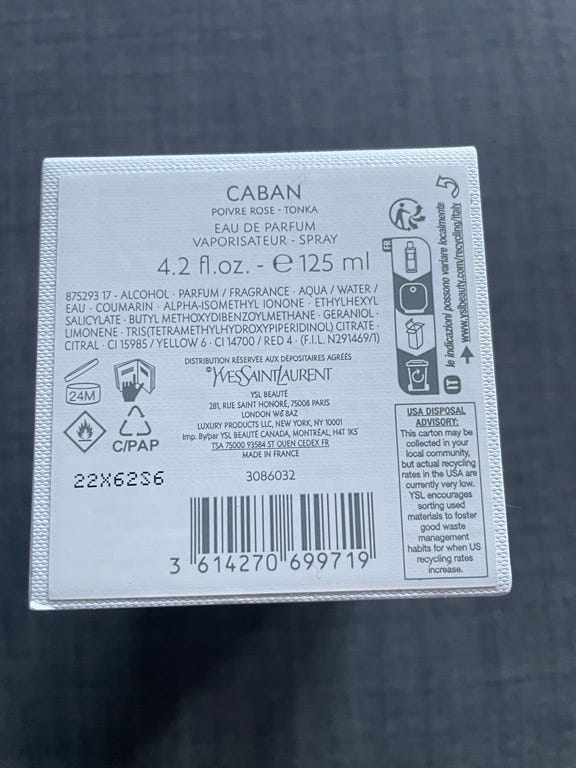 CABAN
POIVRE ROSE - TONKA
EAU DE PARFUM
VAPORISATEUR - SPRAY
4.2 fl.oz. - e 125 ml
875293 17 - ALCOHOL · PARFUM / FRAGRANCE · AQUA / WATER /
EAU · COUMARIN · ALPHA-ISOMETHYL IONONE · ETHYLHEXYL
SALICYLATE · BUTYL METHOXYDIBENZOYLMETHANE · GERANIOL ·
LIMONENE · TRIS(TETRAMETHYLHYDROXYPIPERIDINOL) CITRATE ·
CITRAL · CI 15985 / YELLOW 6 · CI 14700 / RED 4 · (F.I.L. N291469/1)
DISTRIBUTION RÉSERVÉE AUX DÉPOSITAIRES AGRÉÉS
©YVESSAINTLAURENT
YSL BEAUTÉ
281, RUE SAINT HONORÉ, 75008 PARIS
LONDON W6 8AZ
LUXURY PRODUCTS LLC, NEW YORK, NY 10001
Imp. By/par YSL BEAUTÉ CANADA, MONTRÉAL, H4T 1K5
TSA 75000 93584 ST OUEN CEDEX FR
MADE IN FRANCE
24M
C/PAP
22X62S6
3086032
3 614270 699719
FR
le indicazioni possono variare localmente
www.yslbeauty.com/recycling/italy
IT
USA DISPOSAL
ADVISORY:
This carton may be
collected in your
local community,
but actual recycling
rates in the USA are
currently very low.
YSL encourages
sorting used
materials to foster
good waste
management
habits for when US
recycling rates
increase.